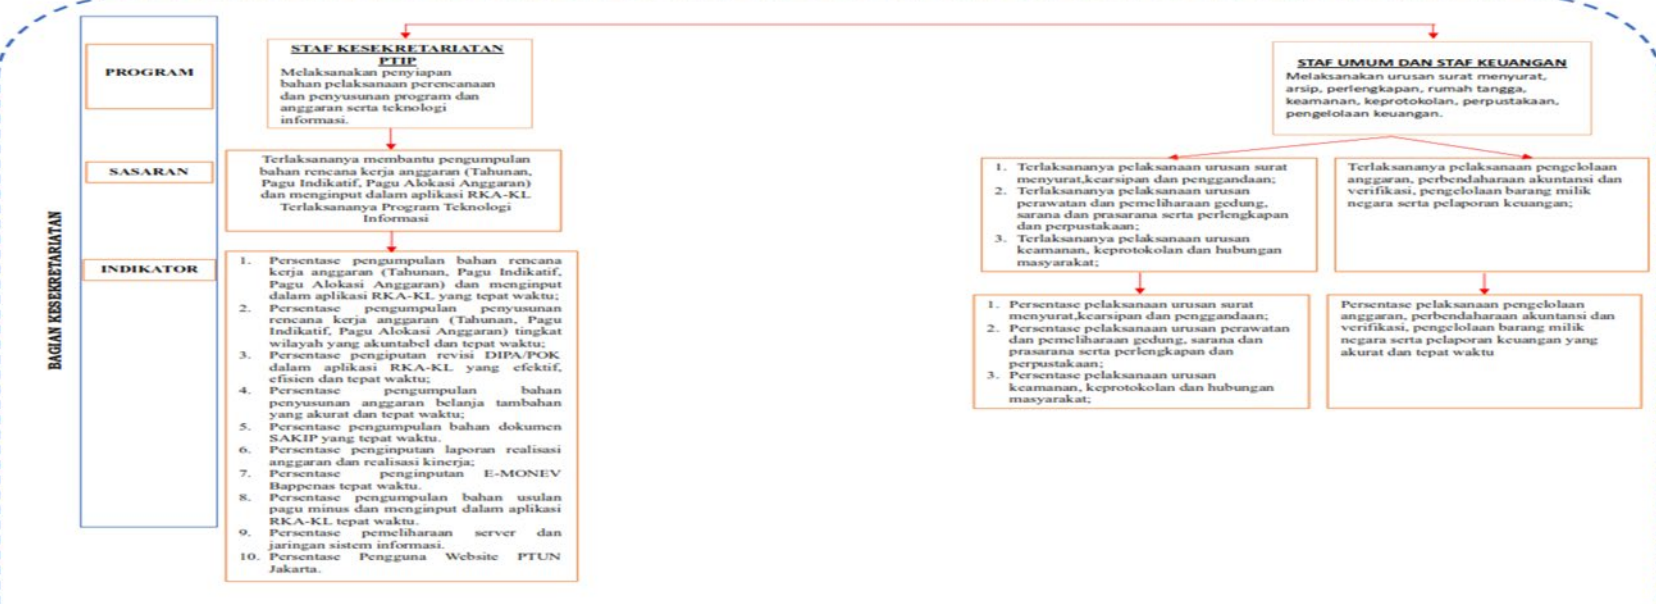 BAGIAN KESEKRETARIATAN
PROGRAM
SASARAN
INDIKATOR
STAF KESEKRETARIATAN
PTIP
Melaksanakan penyiapan
bahan pelaksanaan perencanaan
dan penyusunan program dan
anggaran serta teknologi
informasi.
Terlaksananya membantu pengumpulan
bahan rencana kerja anggaran (Tahunan,
Pagu Indikatif, Pagu Alokasi Anggaran)
dan menginput dalam aplikasi RKA-KL
Terlaksananya Program Teknologi
Informasi
1. Persentase pengumpulan bahan rencana
kerja anggaran (Tahunan, Pagu Indikatif,
Pagu Alokasi Anggaran) dan menginput
dalam aplikasi RKA-KL yang tepat waktu;
2. Persentase pengumpulan penyusunan
rencana kerja anggaran (Tahunan, Pagu
Indikatif, Pagu Alokasi Anggaran) tingkat
wilayah yang akuntabel dan tepat waktu;
3. Persentase pengiputan revisi DIPA/POK
dalam aplikasi RKA-KL yang efektif,
efisien dan tepat waktu;
4. Persentase pengumpulan bahan
penyusunan anggaran belanja tambahan
yang akurat dan tepat waktu;
5. Persentase pengumpulan bahan dokumen
SAKIP yang tepat waktu.
6. Persentase penginputan laporan realisasi
anggaran dan realisasi kinerja;
7. Persentase penginputan E-MONEV
Bappenas tepat waktu.
8. Persentase pengumpulan bahan usulan
pagu minus dan menginput dalam aplikasi
RKA-KL tepat waktu.
9. Persentase pemeliharaan server dan
jaringan sistem informasi.
10. Persentase Pengguna Website PTUN
Jakarta.
STAF UMUM DAN STAF KEUANGAN
Melaksanakan urusan surat menyurat,
arsip, perlengkapan, rumah tangga,
keamanan, keprotokolan, perpustakaan,
pengelolaan keuangan.
1. Terlaksananya pelaksanaan urusan surat
menyurat,kearsipan dan penggandaan;
2. Terlaksananya pelaksanaan urusan
perawatan dan pemeliharaan gedung,
sarana dan prasarana serta perlengkapan
dan perpustakaan;
3. Terlaksananya pelaksanaan urusan
keamanan, keprotokolan dan hubungan
masyarakat;
Terlaksananya pelaksanaan pengelolaan
anggaran, perbendaharaan akuntansi dan
verifikasi, pengelolaan barang milik
negara serta pelaporan keuangan;
1. Persentase pelaksanaan urusan surat
menyurat,kearsipan dan penggandaan;
2. Persentase pelaksanaan urusan perawatan
dan pemeliharaan gedung, sarana dan
prasarana serta perlengkapan dan
perpustakaan;
3. Persentase pelaksanaan urusan
keamanan, keprotokolan dan hubungan
masyarakat;
Persentase pelaksanaan pengelolaan
anggaran, perbendaharaan akuntansi dan
verifikasi, pengelolaan barang milik
negara serta pelaporan keuangan yang
akurat dan tepat waktu